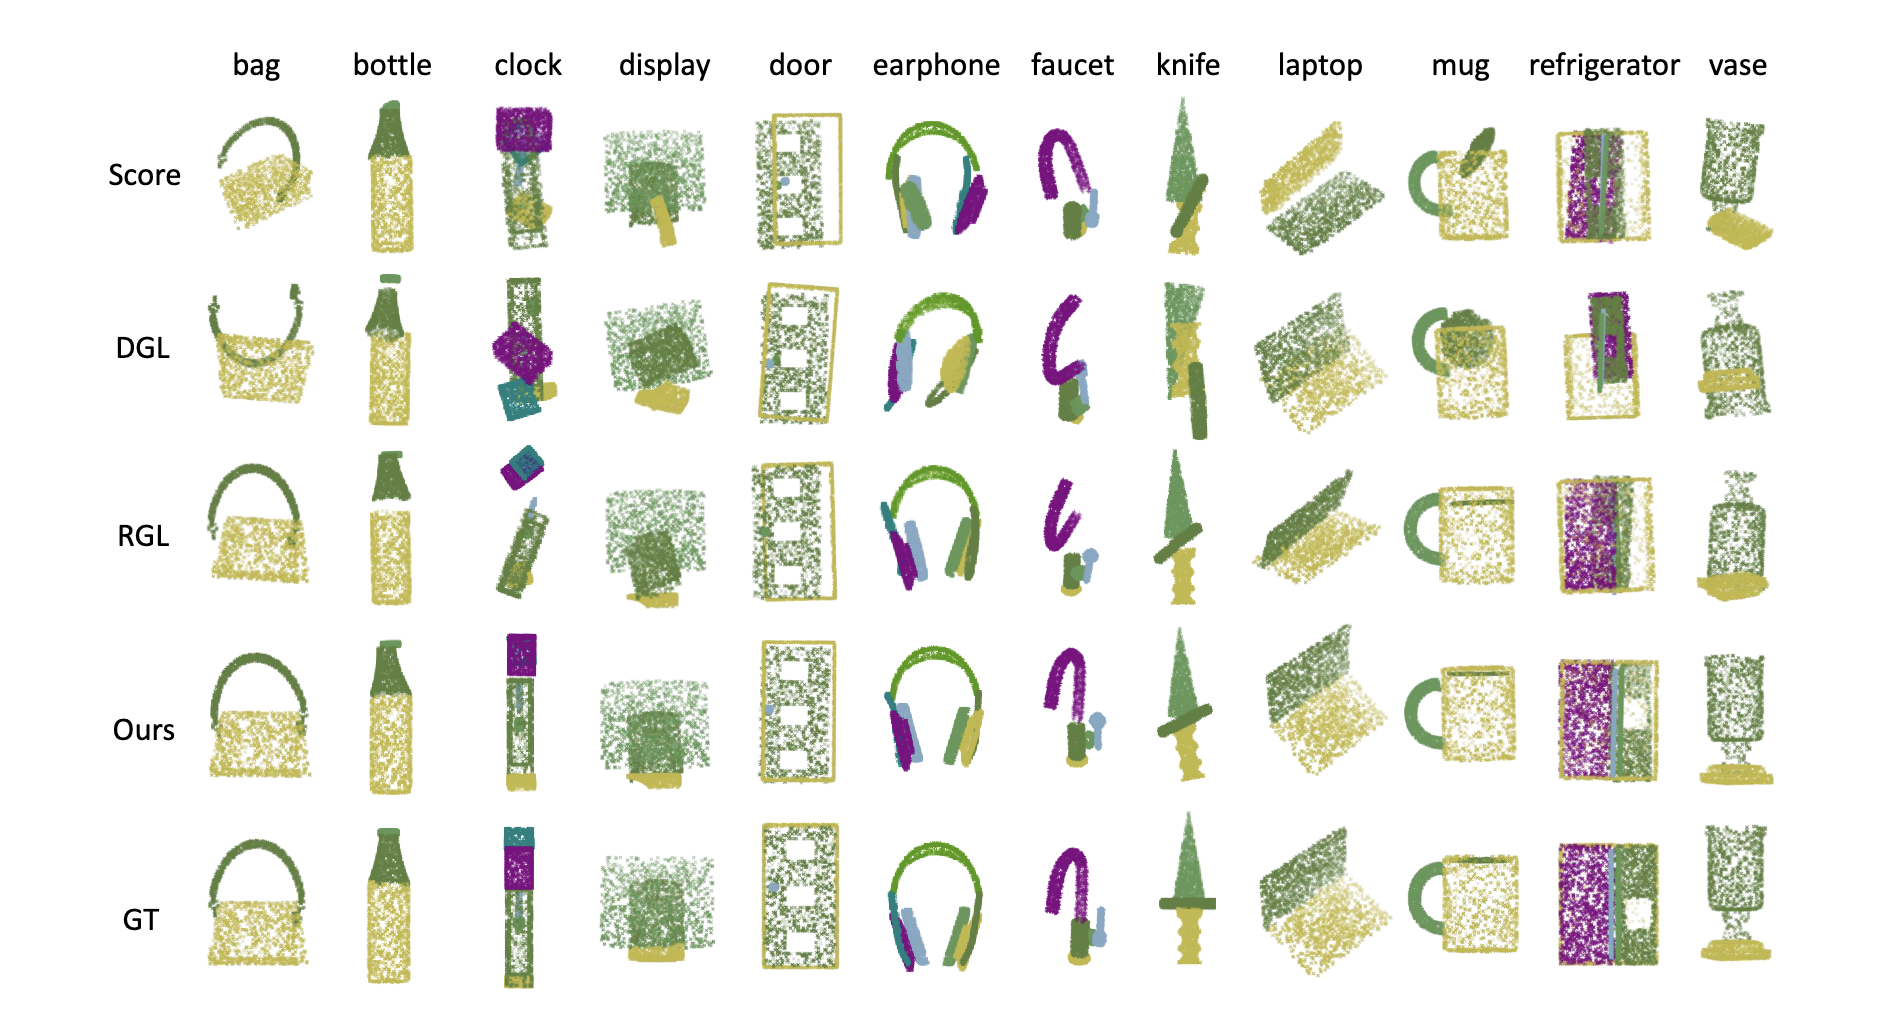 bag bottle clock display door earphone faucet knife laptop mug refrigerator vase
Score
DGL
RGL
Ours
GT